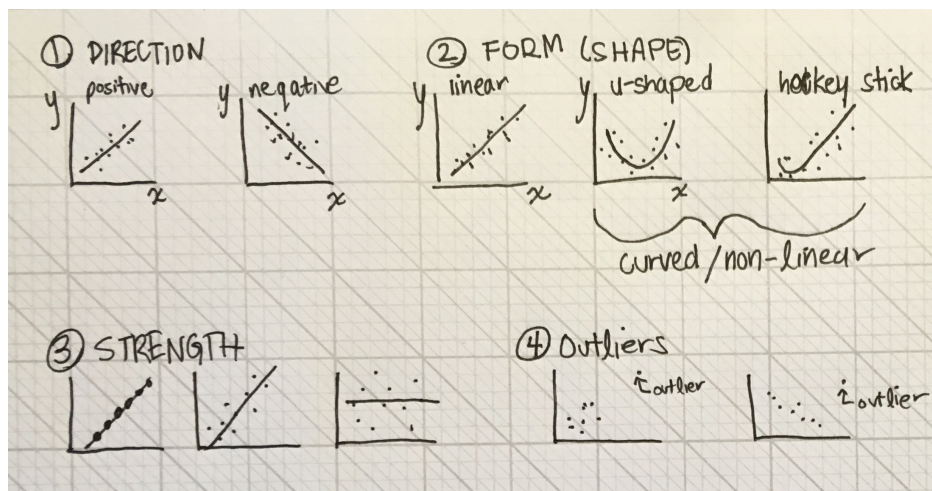 ① DIRECTION
y positive
x
y negative
x
② FORM (SHAPE)
y linear
x
y u-shaped
x
hockey stick
curved/non-linear
③ STRENGTH
④ Outliers
outlier
outlier